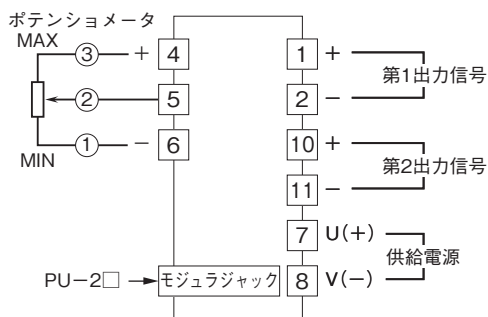 ポテンショメータ
MAX
③ + 4
② 5
① − 6
MIN
1 + 
2 −
第1出力信号
10 +
11 −
第2出力信号
7 U(+)
8 V(−)
供給電源
PU−2□
モジュラジャック